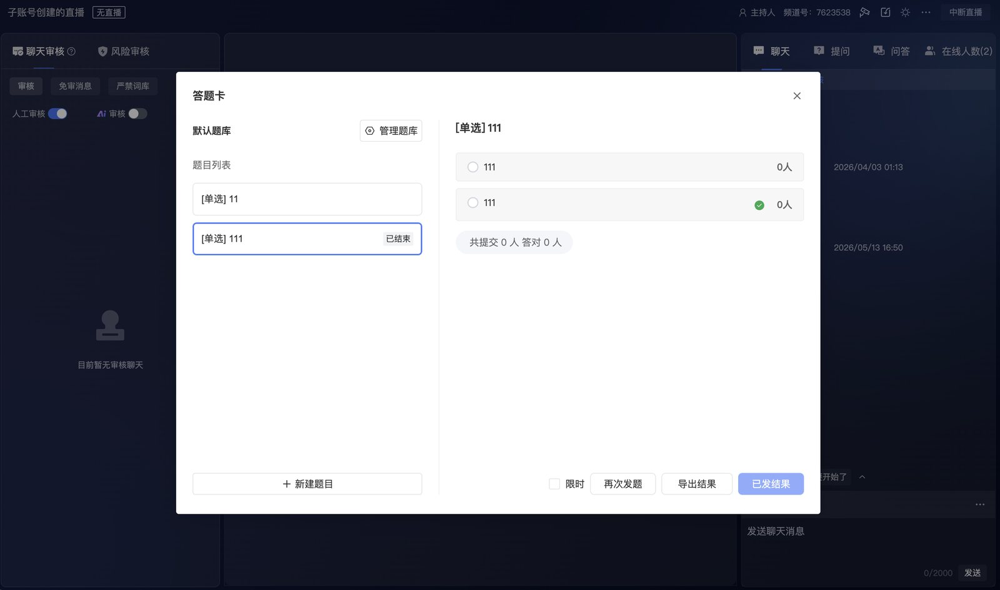 子账号创建的直播 无直播
主持人 频道号: 7623538 中断直播
聊天审核 风险审核
聊天 提问 问答 在线人数(2)
审核 免审消息 严禁词库
人工审核 Ai 审核
目前暂无审核聊天
答题卡
默认题库 管理题库
题目列表
[单选] 11
[单选] 111 已结束
新建题目
[单选] 111
111 0人
111 0人
共提交 0 人 答对 0 人
限时 再次发题 导出结果 已发结果
2026/04/03 01:13
2026/05/13 16:50
开始了
发送聊天消息
0/2000 发送